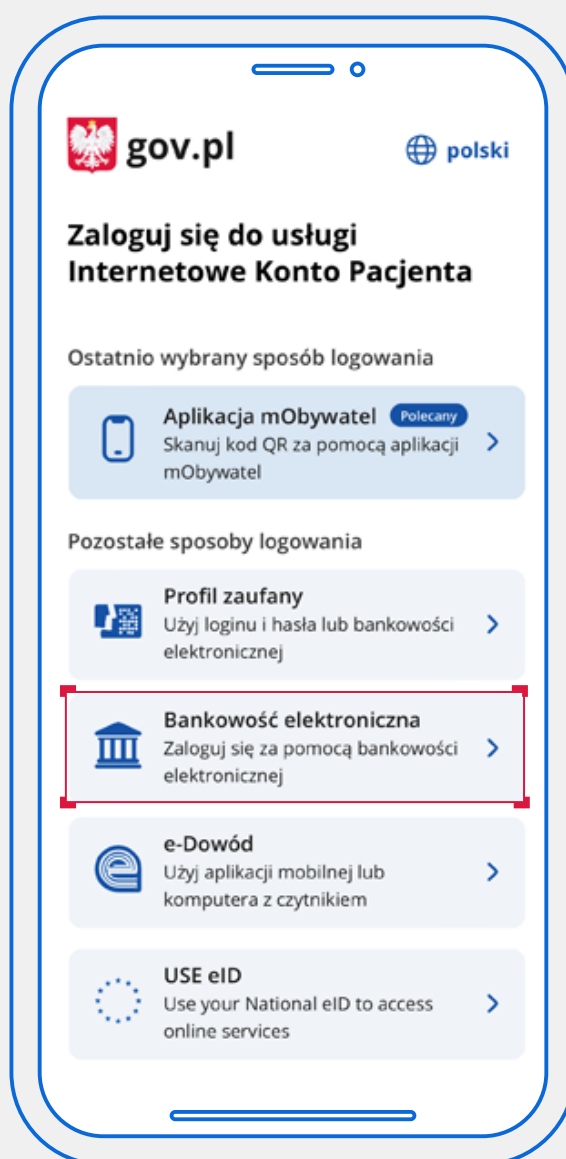 gov.pl
polski
Zaloguj się do usługi
Internetowe Konto Pacjenta
Ostatnio wybrany sposób logowania
Aplikacja mObywatel Polecany
Skanuj kod QR za pomocą aplikacji
mObywatel
Pozostałe sposoby logowania
Profil zaufany
Użyj loginu i hasła lub bankowości
elektronicznej
Bankowość elektroniczna
Zaloguj się za pomocą bankowości
elektronicznej
e-Dowód
Użyj aplikacji mobilnej lub
komputera z czytnikiem
USE eID
Use your National eID to access
online services